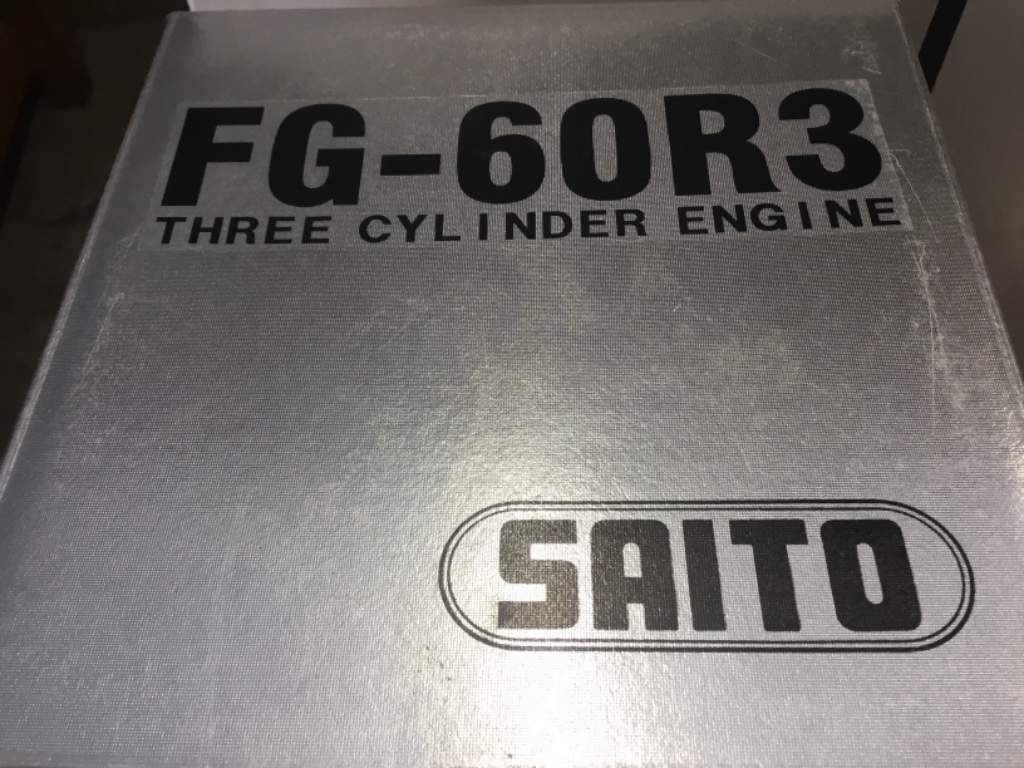 FG-60R3
THREE CYLINDER ENGINE
SAITO